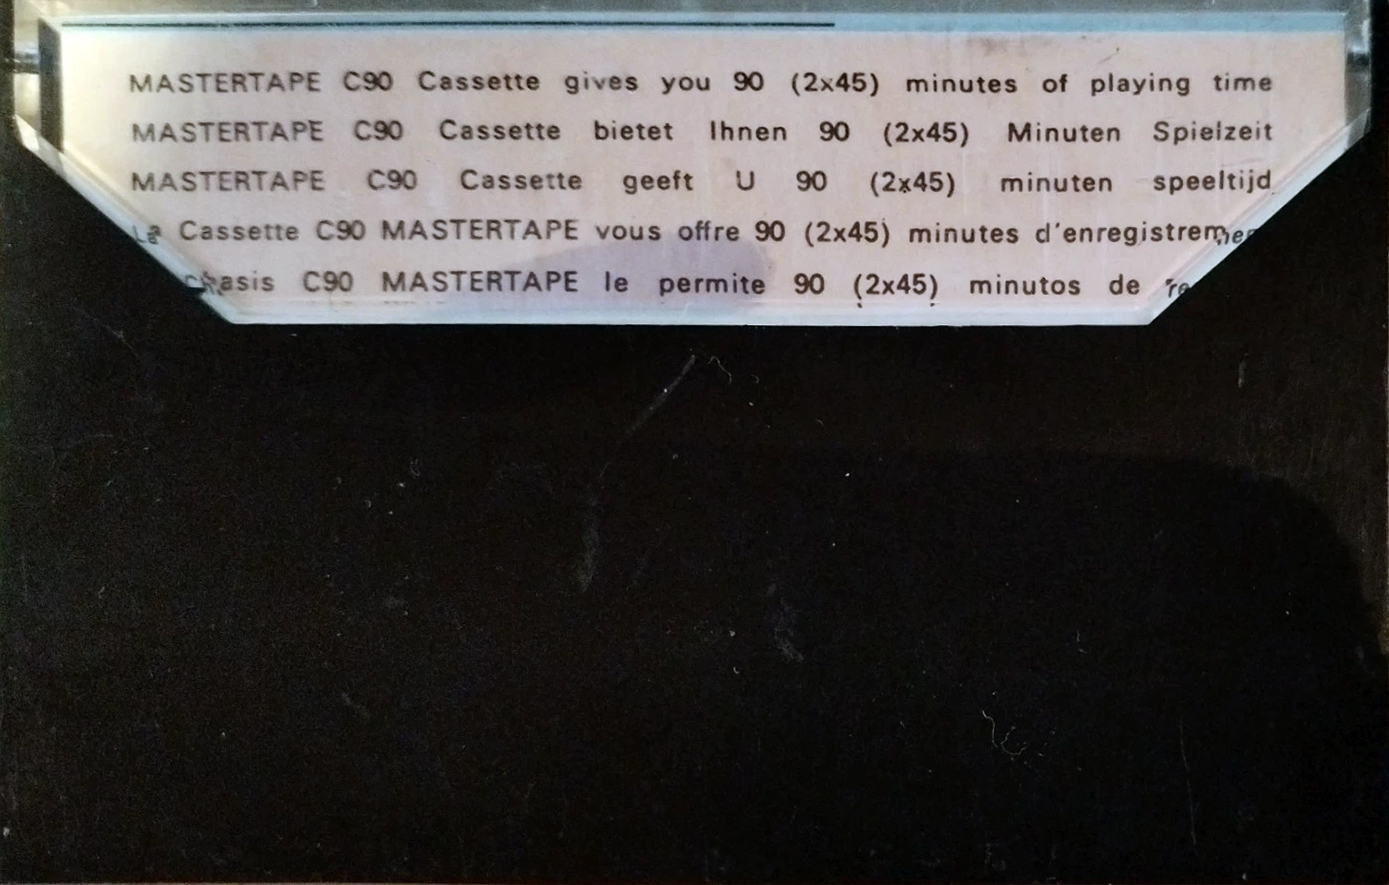 MASTERTAPE C90 Cassette gives you 90 (2x45) minutes of playing time
MASTERTAPE C90 Cassette bietet Ihnen 90 (2x45) Minuten Spielzeit
MASTERTAPE C90 Cassette geeft U 90 (2x45) minuten speeltijd
La Cassette C90 MASTERTAPE vous offre 90 (2x45) minutes
C90 MASTERTAPE le permite 90 (2x45) minutos de